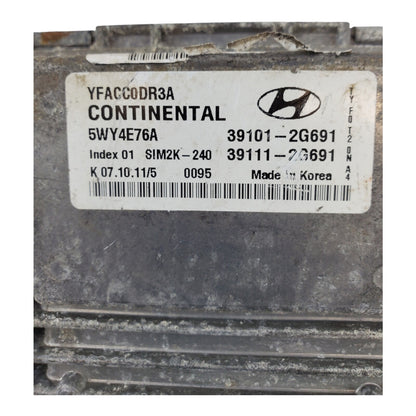 YFACC0DR3A
CONTINENTAL
5WY4E76A 39101-2G691
Index 01 SIM2K-240 39111-2G691
K 07.10.11/5 0095 Made in Korea